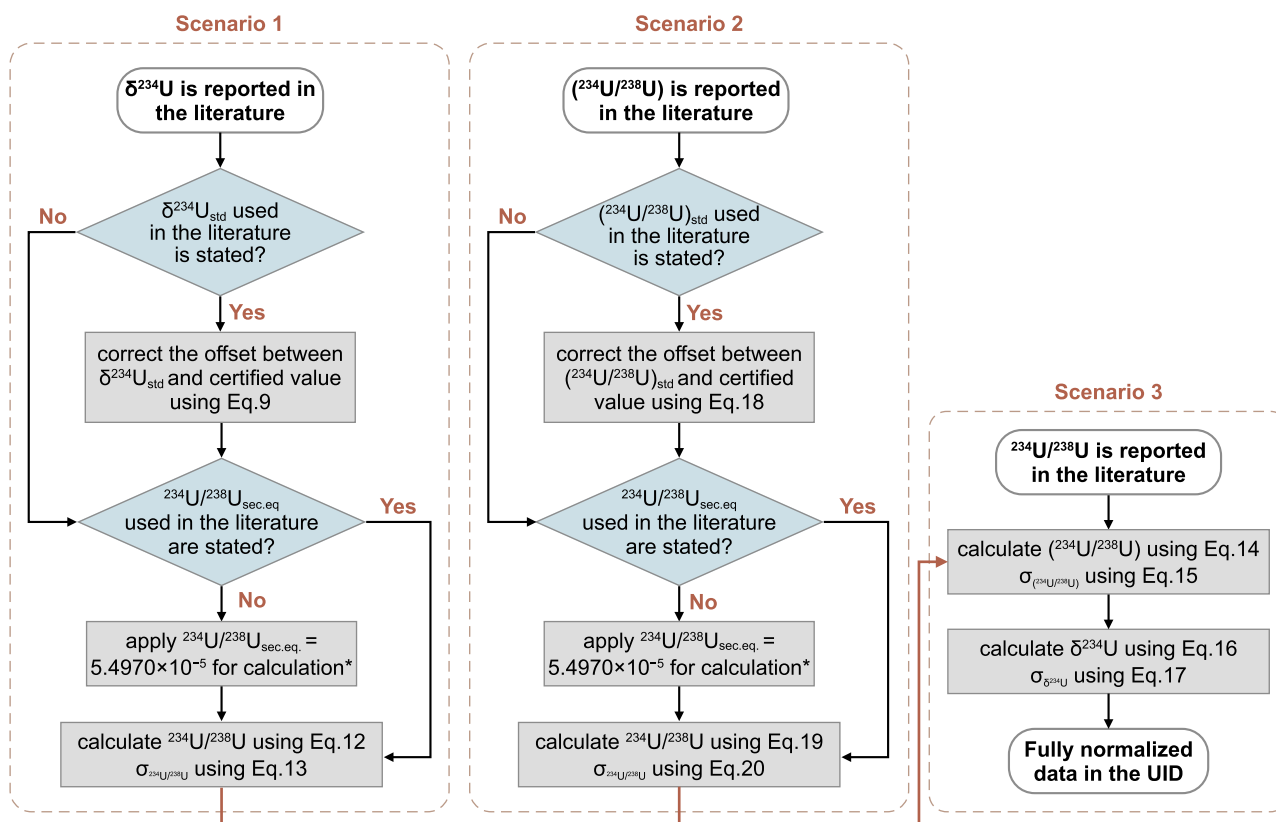 Scenario 1
δ²³⁴U is reported in
the literature
No
δ²³⁴Ustd used
in the literature
is stated?
Yes
correct the offset between
δ²³⁴Ustd and certified value
using Eq.9
²³⁴U/²³⁸Usec.eq
used in the literature
are stated?
Yes
No
apply ²³⁴U/²³⁸Usec.eq. =
5.4970×10⁻⁵ for calculation*
calculate ²³⁴U/²³⁸U using Eq.12
σ²³⁴U/²³⁸U using Eq.13
Scenario 2
(²³⁴U/²³⁸U) is reported
in the literature
No
(²³⁴U/²³⁸U)std used
in the literature
is stated?
Yes
correct the offset between
(²³⁴U/²³⁸U)std and certified
value using Eq.18
²³⁴U/²³⁸Usec.eq
used in the literature
are stated?
Yes
No
apply ²³⁴U/²³⁸Usec.eq. =
5.4970×10⁻⁵ for calculation*
calculate ²³⁴U/²³⁸U using Eq.19
σ²³⁴U/²³⁸U using Eq.20
Scenario 3
²³⁴U/²³⁸U is reported
in the literature
calculate (²³⁴U/²³⁸U) using Eq.14
σ(²³⁴U/²³⁸U) using Eq.15
calculate δ²³⁴U using Eq.16
σδ²³⁴U using Eq.17
Fully normalized
data in the UID